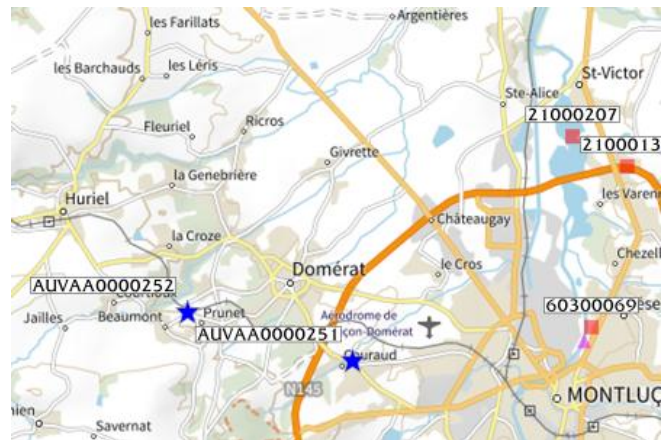 Argentières
les Farillats
les Barchauds
les Léris
St-Victor
Ste-Alice
21000207
Fleuriel
Ricros
2100013
Givrette
la Genebrière
les Varen
Huriel
Châteaugay
la Croze
Chezell
Domérat
le Cros
AUVAA0000252
60300069
Jailles
Beaumont
Prunet
Aérodrome de
çon-Domérat
AUVAA0000251
N145
MONTLUÇ
Savernat